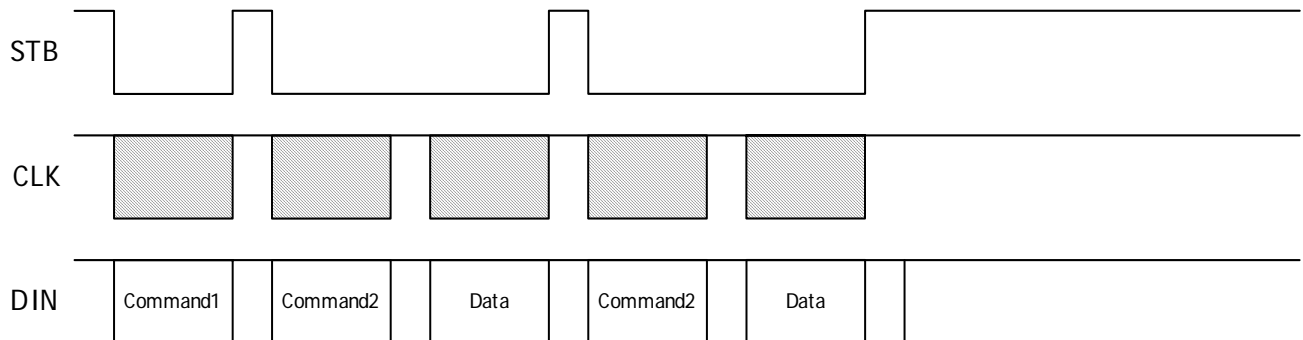 STB
CLK
DIN
Command1 Command2 Data Command2 Data